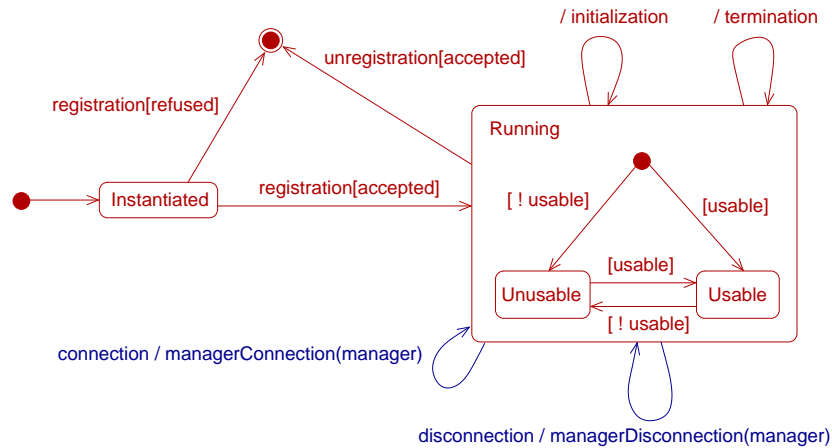 / initialization
/ termination
unregistration[accepted]
registration[refused]
Running
Instantiated
registration[accepted]
[ ! usable]
[usable]
[usable]
Unusable
Usable
[ ! usable]
connection / managerConnection(manager)
disconnection / managerDisconnection(manager)